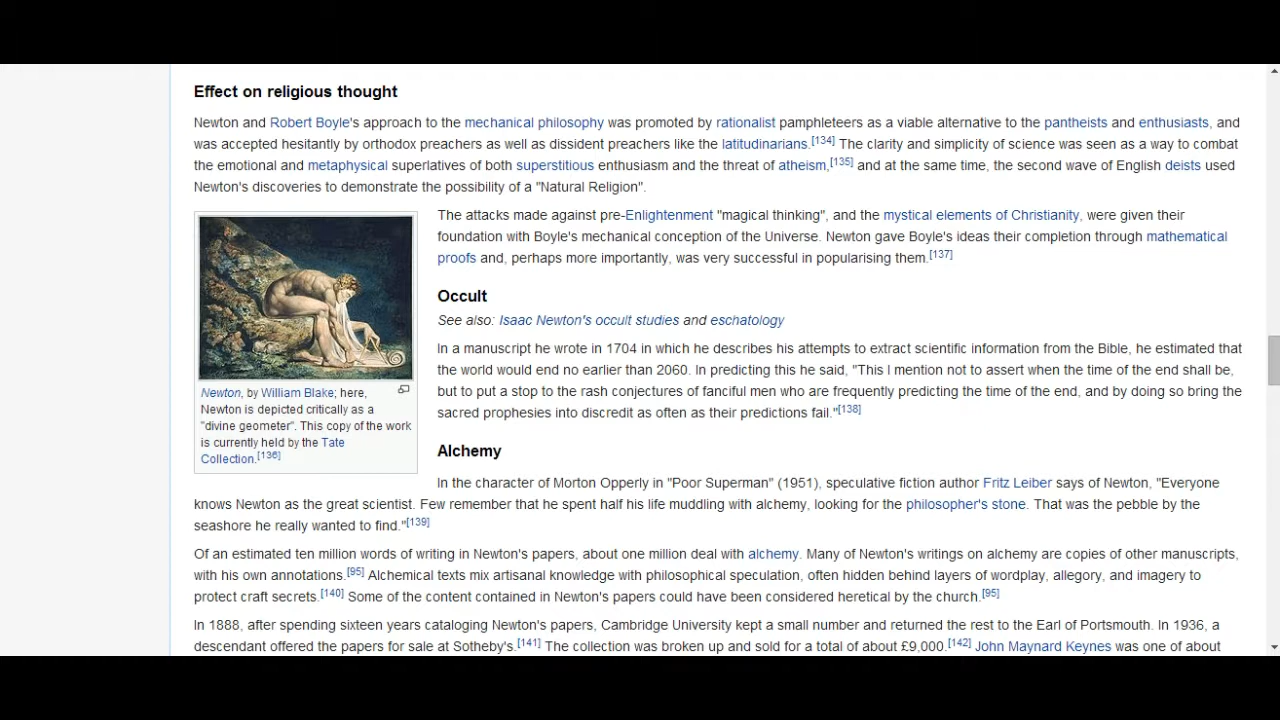 Effect on religious thought
Newton and Robert Boyle's approach to the mechanical philosophy was promoted by rationalist pamphleteers as a viable alternative to the pantheists and enthusiasts, and
was accepted hesitantly by orthodox preachers as well as dissident preachers like the latitudinarians.[134] The clarity and simplicity of science was seen as a way to combat
the emotional and metaphysical superlatives of both superstitious enthusiasm and the threat of atheism,[135] and at the same time, the second wave of English deists used
Newton's discoveries to demonstrate the possibility of a "Natural Religion".
The attacks made against pre-Enlightenment "magical thinking", and the mystical elements of Christianity, were given their
foundation with Boyle's mechanical conception of the Universe. Newton gave Boyle's ideas their completion through mathematical
proofs and, perhaps more importantly, was very successful in popularising them.[137]
Newton, by William Blake; here,
Newton is depicted critically as a
"divine geometer". This copy of the work
is currently held by the Tate
Collection.[136]
Occult
See also: Isaac Newton's occult studies and eschatology
In a manuscript he wrote in 1704 in which he describes his attempts to extract scientific information from the Bible, he estimated that
the world would end no earlier than 2060. In predicting this he said, "This I mention not to assert when the time of the end shall be,
but to put a stop to the rash conjectures of fanciful men who are frequently predicting the time of the end, and by doing so bring the
sacred prophesies into discredit as often as their predictions fail."[138]
Alchemy
In the character of Morton Opperly in "Poor Superman" (1951), speculative fiction author Fritz Leiber says of Newton, "Everyone
knows Newton as the great scientist. Few remember that he spent half his life muddling with alchemy, looking for the philosopher's stone. That was the pebble by the
seashore he really wanted to find."[139]
Of an estimated ten million words of writing in Newton's papers, about one million deal with alchemy. Many of Newton's writings on alchemy are copies of other manuscripts,
with his own annotations.[95] Alchemical texts mix artisanal knowledge with philosophical speculation, often hidden behind layers of wordplay, allegory, and imagery to
protect craft secrets.[140] Some of the content contained in Newton's papers could have been considered heretical by the church.[95]
In 1888, after spending sixteen years cataloging Newton's papers, Cambridge University kept a small number and returned the rest to the Earl of Portsmouth. In 1936, a
descendant offered the papers for sale at Sotheby's.[141] The collection was broken up and sold for a total of about £9,000.[142] John Maynard Keynes was one of about